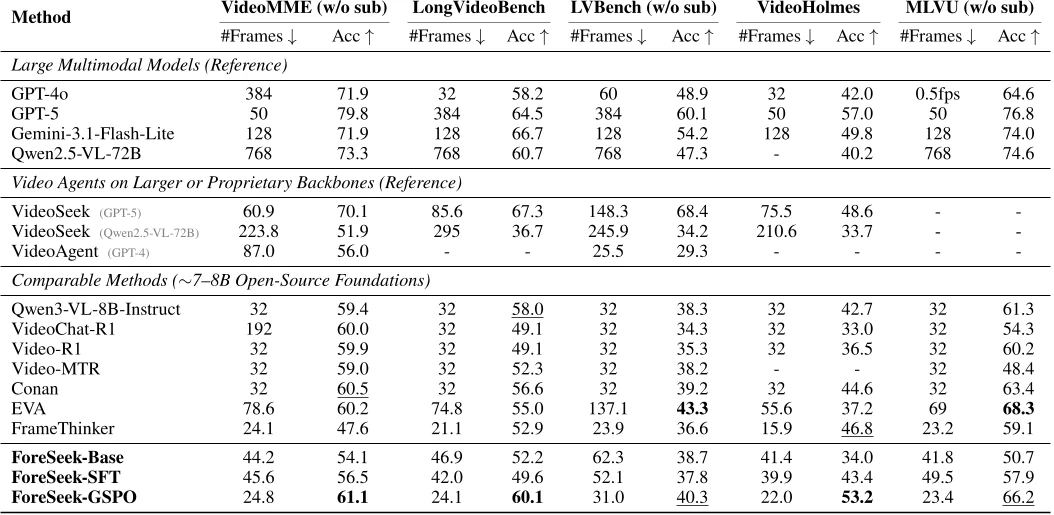 Method VideoMME (w/o sub) LongVideoBench LVBench (w/o sub) VideoHolmes MLVU (w/o sub)
#Frames ↓ Acc ↑ #Frames ↓ Acc ↑ #Frames ↓ Acc ↑ #Frames ↓ Acc ↑ #Frames ↓ Acc ↑
Large Multimodal Models (Reference)
GPT-4o 384 71.9 32 58.2 60 48.9 32 42.0 0.5fps 64.6
GPT-5 50 79.8 384 64.5 384 60.1 50 57.0 50 76.8
Gemini-3.1-Flash-Lite 128 71.9 128 66.7 128 54.2 128 49.8 128 74.0
Qwen2.5-VL-72B 768 73.3 768 60.7 768 47.3 - 40.2 768 74.6
Video Agents on Larger or Proprietary Backbones (Reference)
VideoSeek (GPT-5) 60.9 70.1 85.6 67.3 148.3 68.4 75.5 48.6 - -
VideoSeek (Qwen2.5-VL-72B) 223.8 51.9 295 36.7 245.9 34.2 210.6 33.7 - -
VideoAgent (GPT-4) 87.0 56.0 - - 25.5 29.3 - -
Comparable Methods (~7–8B Open-Source Foundations)
Qwen3-VL-8B-Instruct 32 59.4 32 58.0 32 38.3 32 42.7 32 61.3
VideoChat-R1 192 60.0 32 49.1 32 34.3 32 33.0 32 54.3
Video-R1 32 59.9 32 49.1 32 35.3 32 36.5 32 60.2
Video-MTR 32 59.0 32 52.3 32 38.2 - - 32 48.4
Conan 32 60.5 32 56.6 32 39.2 32 44.6 32 63.4
EVA 78.6 60.2 74.8 55.0 137.1 43.3 55.6 37.2 69 68.3
FrameThinker 24.1 47.6 21.1 52.9 23.9 36.6 15.9 46.8 23.2 59.1
ForeSeek-Base 44.2 54.1 46.9 52.2 62.3 38.7 41.4 34.0 41.8 50.7
ForeSeek-SFT 45.6 56.5 42.0 49.6 52.1 37.8 39.9 43.4 49.5 57.9
ForeSeek-GSPO 24.8 61.1 24.1 60.1 31.0 40.3 22.0 53.2 23.4 66.2